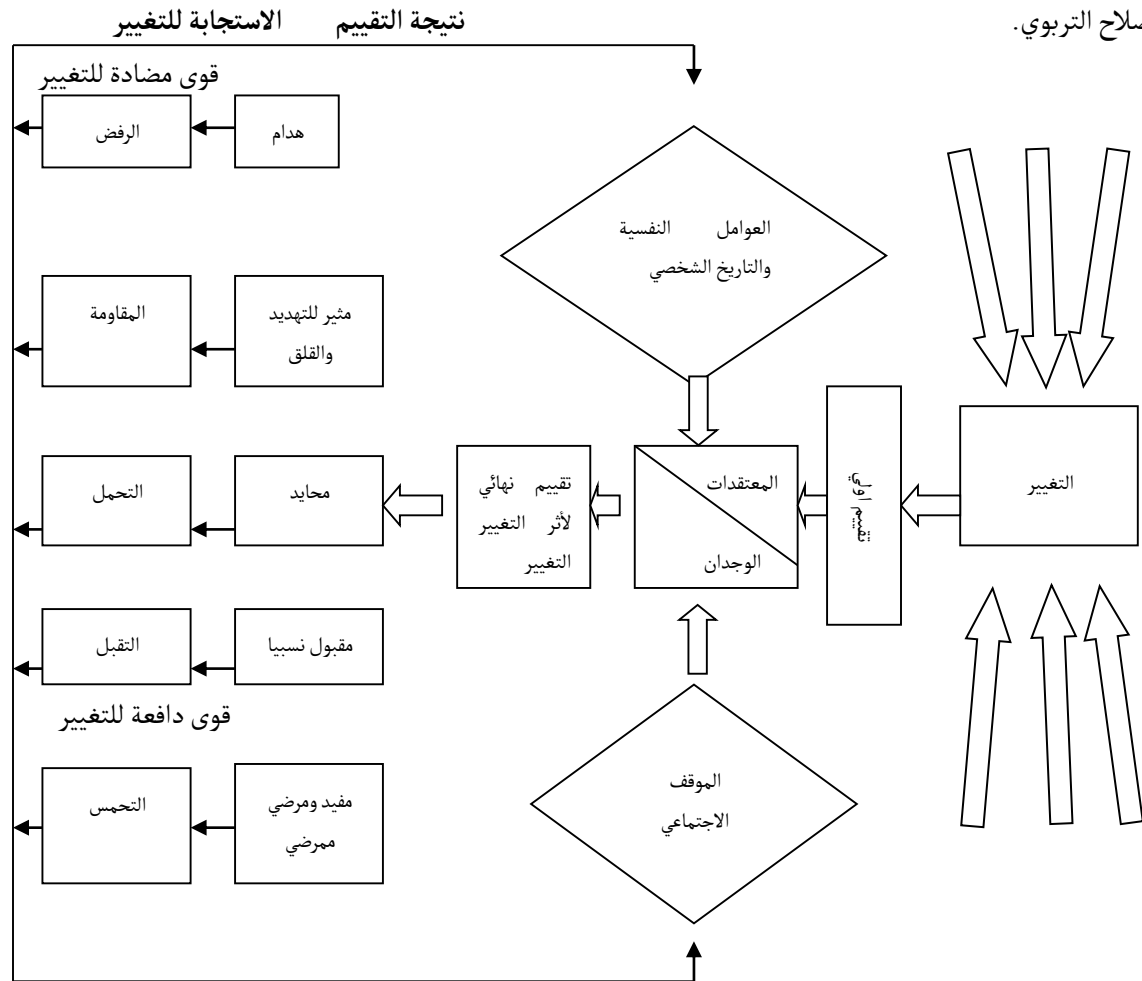 صلاح التربوي.
نتيجة التقييم الاستجابة للتغيير
قوى مضادة للتغيير
هدام
الرفض
العوامل النفسية
والتاريخ الشخصي
مثير للتهديد
والقلق
المقاومة
التغيير
تقييم اولي
المعتقدات
الوجدان
تقييم نهائي
لأثر التغيير
التغيير
محايد
التحمل
مقبول نسبيا
التقبل
قوى دافعة للتغيير
الموقف
الاجتماعي
مفيد ومرضي
ممرضي
التحمس